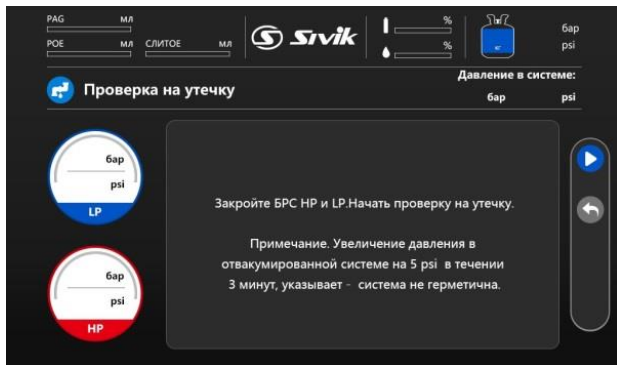 PAG мл
POE мл СЛИТОЕ мл
Sivik
%
%
бар
psi
Проверка на утечку
Давление в системе:
бар psi
бар
psi
LP
бар
psi
HP
Закройте БРС HP и LP.Начать проверку на утечку.
Примечание. Увеличение давления в
отвакумированной системе на 5 psi в течении
3 минут, указывает - система не герметична.